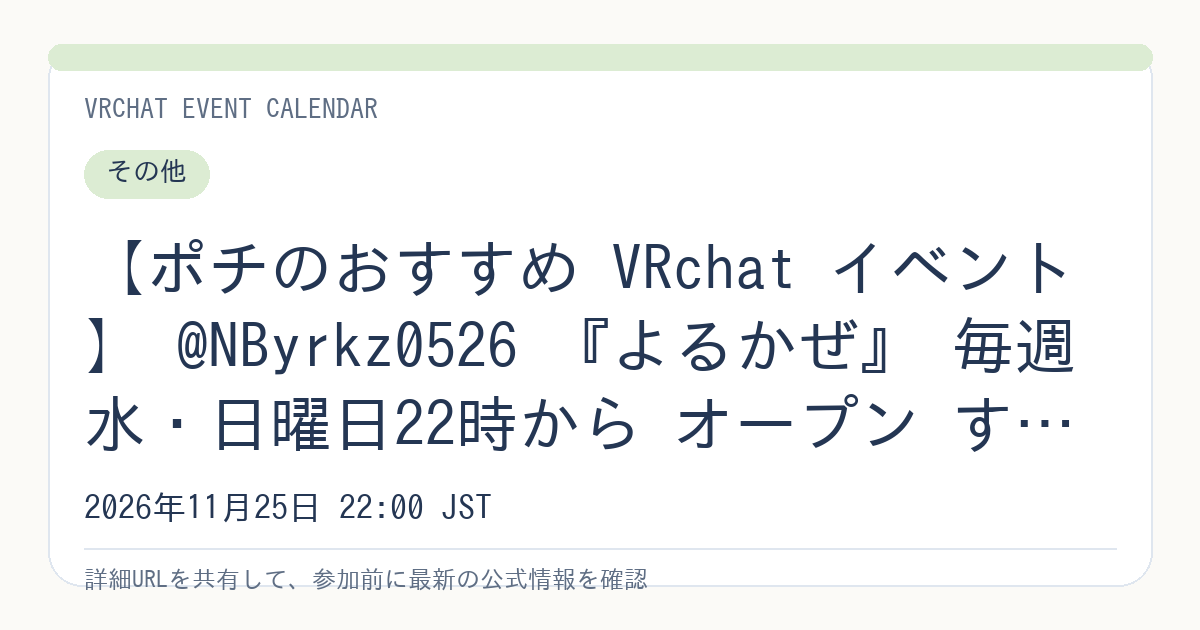 VRCHAT EVENT CALENDAR
その他
【ポチのおすすめ VRchat イベント
】 @NByrkz0526 『よるかぜ』 毎週
水・日曜日22時から オープン す…
2026年11月25日 22:00 JST
詳細URLを共有して、参加前に最新の公式情報を確認